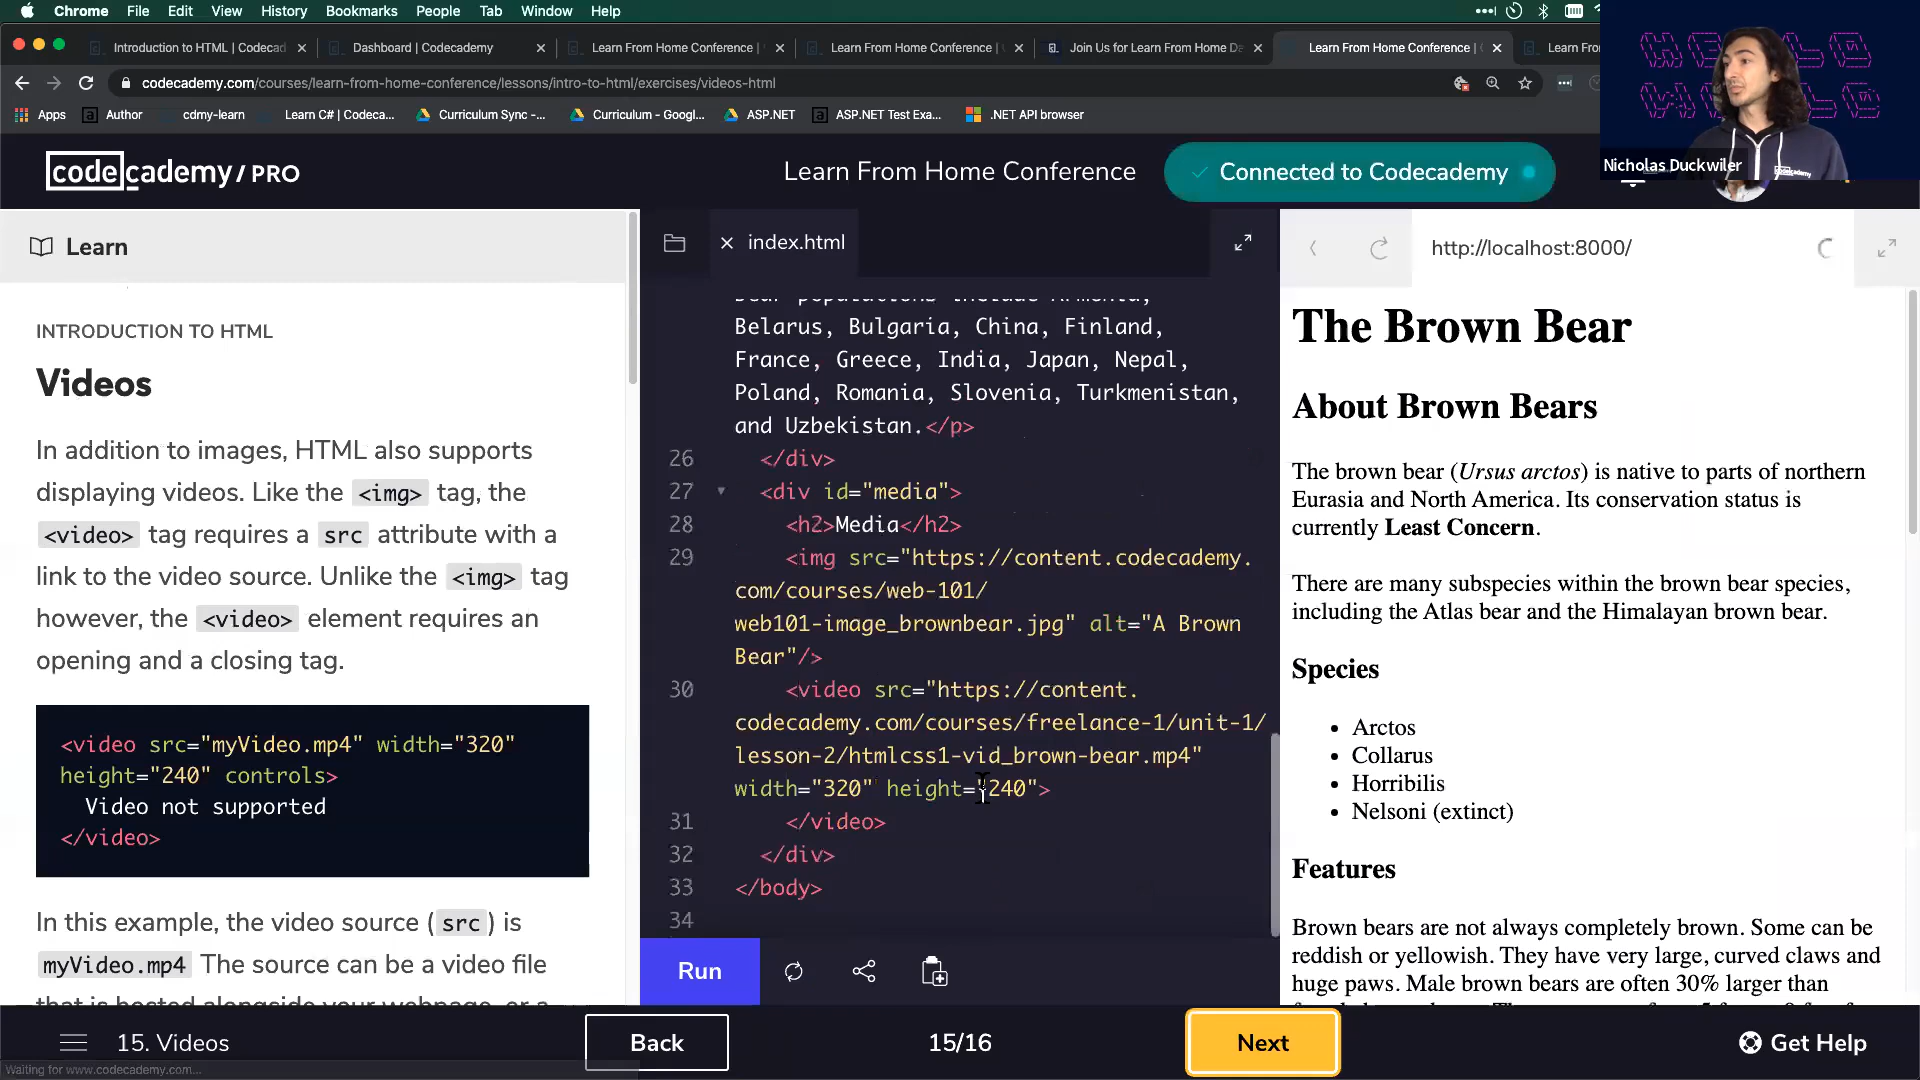 Chrome File Edit View History Bookmarks People Tab Window Help
Introduction to HTML | Codecad
Dashboard | Codecademy
Learn From Home Conference |
Learn From Home Conference |
Join Us for Learn From Home Da
Learn From Home Conference |
Learn Fro
codecademy.com/courses/learn-from-home-conference/lessons/intro-to-html/exercises/videos-html
Apps Author cdmy-learn Learn C# | Codeca... Curriculum Sync -... Curriculum - Googl... ASP.NET ASP.NET Test Exa... .NET API browser
codecademy / PRO
Learn From Home Conference
Connected to Codecademy
Nicholas Duckwiler
Learn
INTRODUCTION TO HTML
Videos
In addition to images, HTML also supports
displaying videos. Like the <img> tag, the
<video> tag requires a src attribute with a
link to the video source. Unlike the <img> tag
however, the <video> element requires an
opening and a closing tag.
<video src="myVideo.mp4" width="320"
height="240" controls>
Video not supported
</video>
In this example, the video source ( src ) is
myVideo.mp4 The source can be a video file
that is hosted alongside your webpage, or a
index.html
Bear populations include Armenia,
Belarus, Bulgaria, China, Finland,
France, Greece, India, Japan, Nepal,
Poland, Romania, Slovenia, Turkmenistan,
and Uzbekistan.</p>
26 </div>
27 <div id="media">
28 <h2>Media</h2>
29 <img src="https://content.codecademy.
com/courses/web-101/
web101-image_brownbear.jpg" alt="A Brown
Bear"/>
30 <video src="https://content.
codecademy.com/courses/freelance-1/unit-1/
lesson-2/htmlcss1-vid_brown-bear.mp4"
width="320" height="240">
31 </video>
32 </div>
33 </body>
34
Run
http://localhost:8000/
The Brown Bear
About Brown Bears
The brown bear (Ursus arctos) is native to parts of northern
Eurasia and North America. Its conservation status is
currently Least Concern.
There are many subspecies within the brown bear species,
including the Atlas bear and the Himalayan brown bear.
Species
Arctos
Collarus
Horribilis
Nelsoni (extinct)
Features
Brown bears are not always completely brown. Some can be
reddish or yellowish. They have very large, curved claws and
huge paws. Male brown bears are often 30% larger than
15. Videos
Back
15/16
Next
Get Help
Waiting for www.codecademy.com...